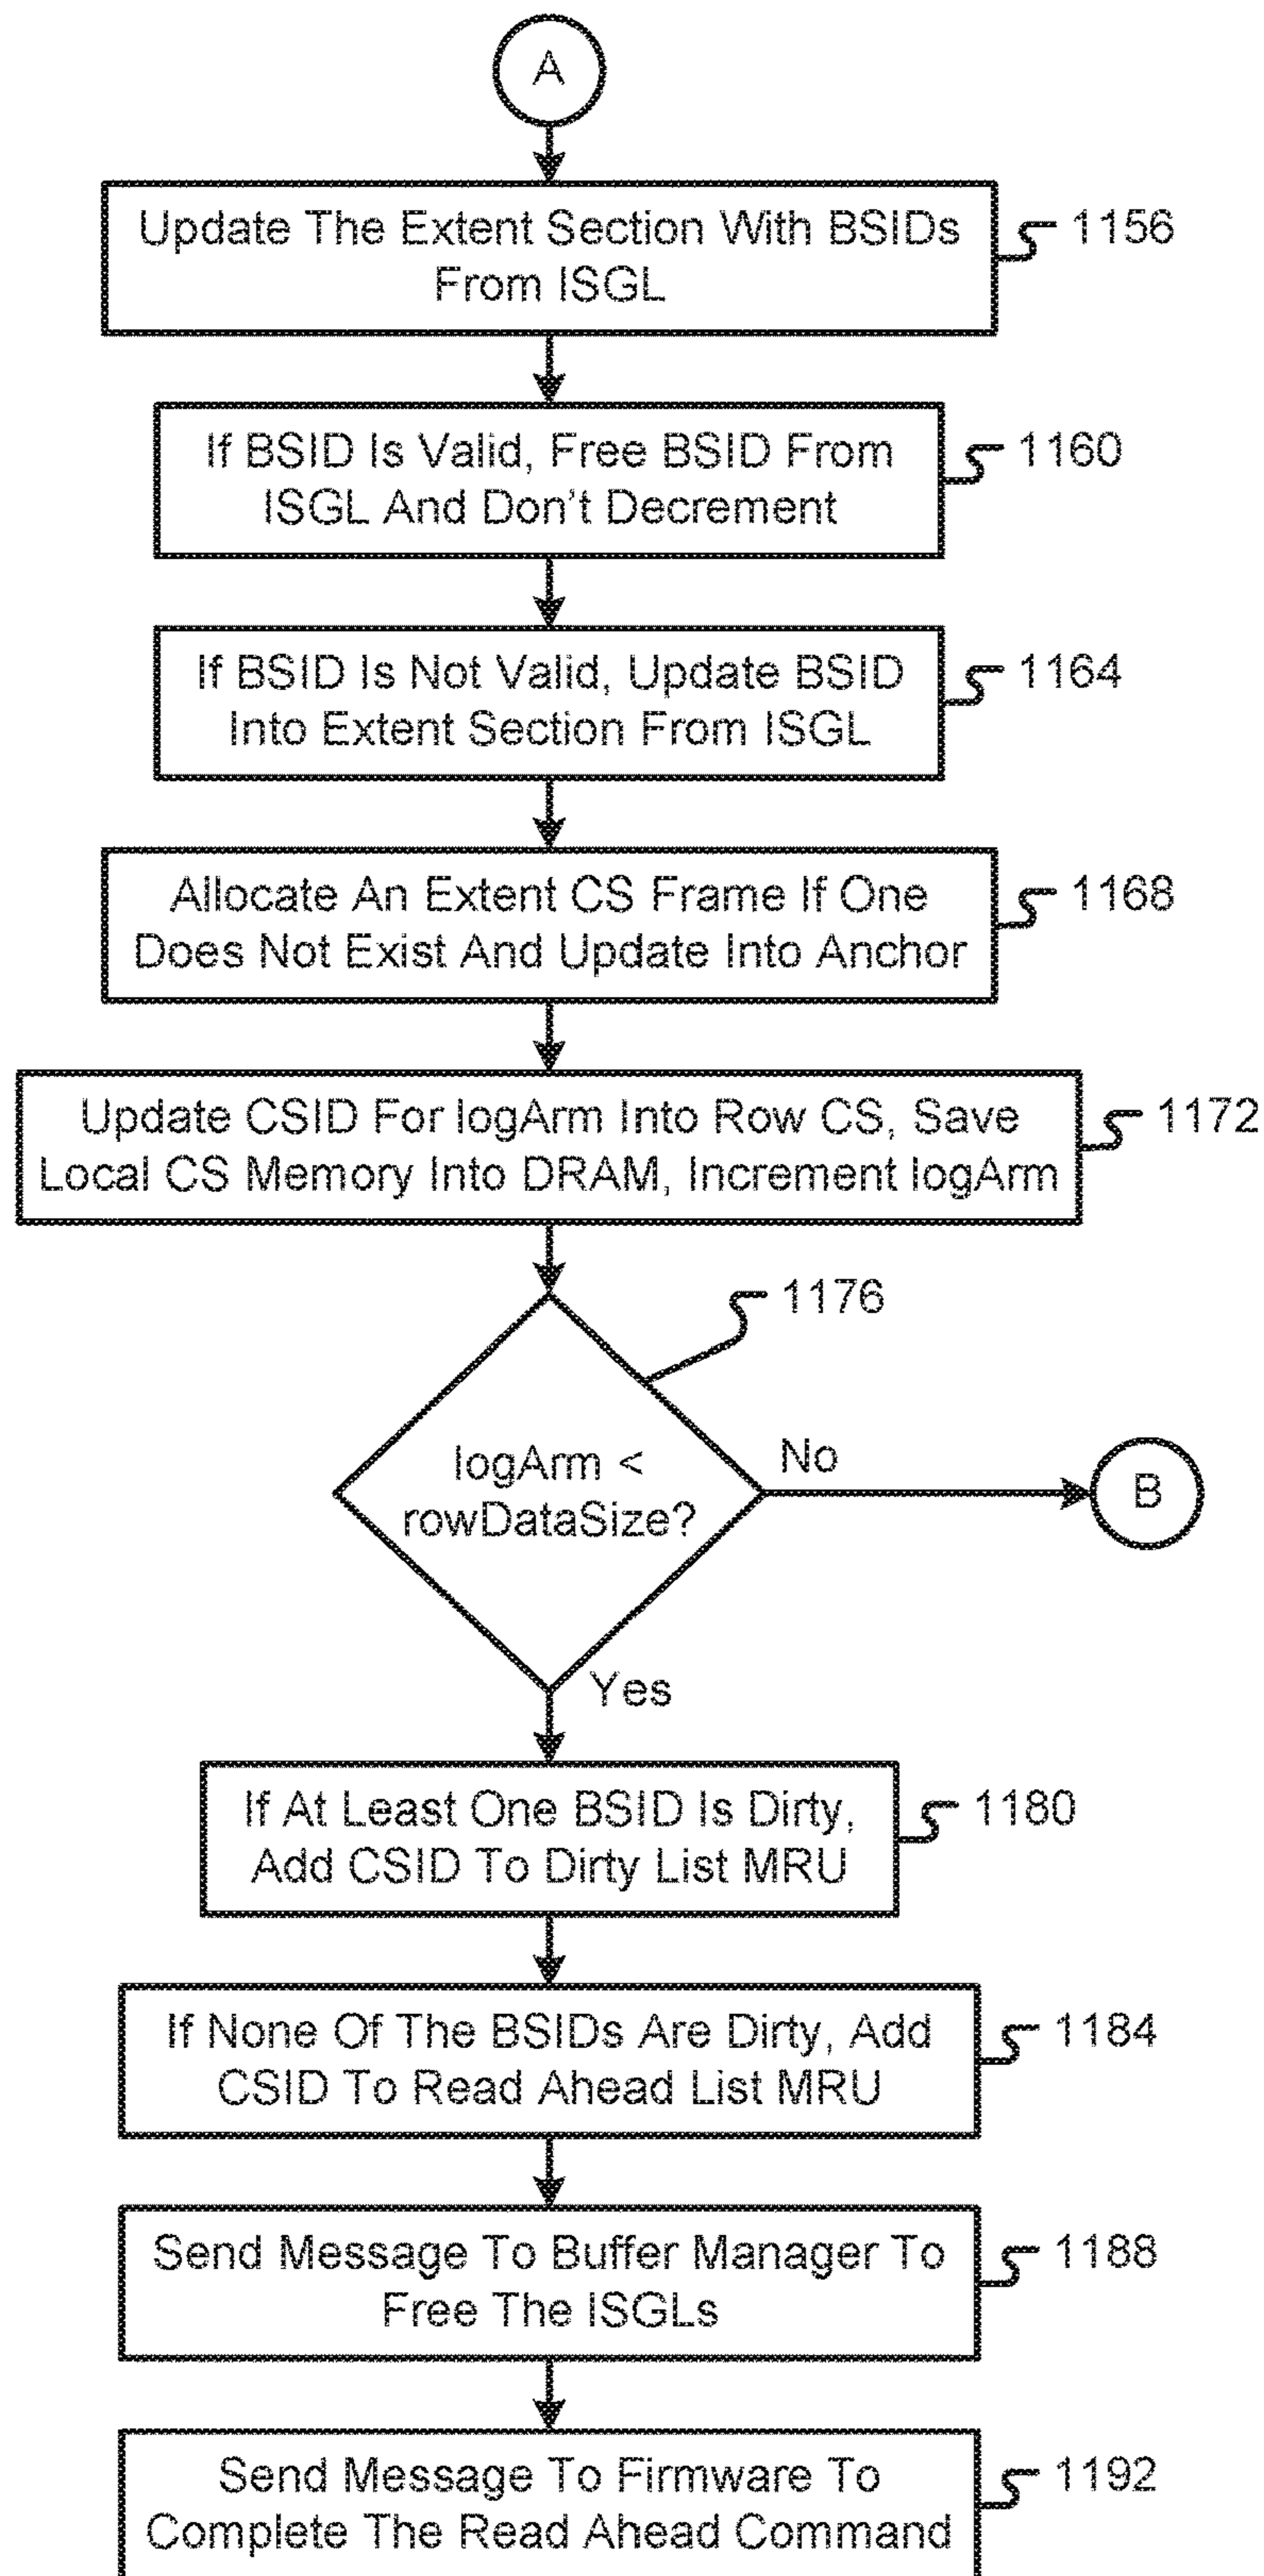 A
Update The Extent Section With BSIDs
From ISGL
1156
If BSID Is Valid, Free BSID From
ISGL And Don't Decrement
1160
If BSID Is Not Valid, Update BSID
Into Extent Section From ISGL
1164
Allocate An Extent CS Frame If One
Does Not Exist And Update Into Anchor
1168
Update CSID For logArm Into Row CS, Save
Local CS Memory Into DRAM, Increment logArm
1172
1176
logArm <
rowDataSize?
No
B
Yes
If At Least One BSID Is Dirty,
Add CSID To Dirty List MRU
1180
If None Of The BSIDs Are Dirty, Add
CSID To Read Ahead List MRU
1184
Send Message To Buffer Manager To
Free The ISGLs
1188
Send Message To Firmware To
Complete The Read Ahead Command
1192